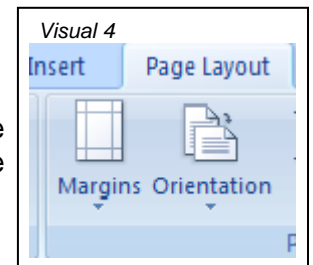 Visual 4
Insert Page Layout
e
e
Margins Orientation
P